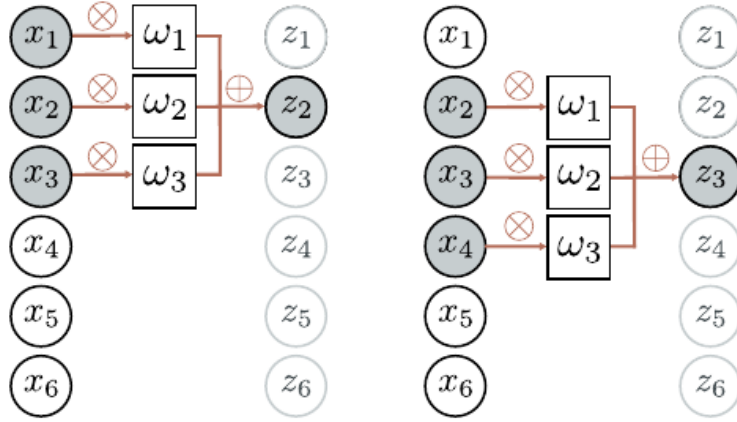 x₁ ⊗ ω₁ z₁ x₁ z₁
x₂ ⊗ ω₂ ⊕ z₂ x₂ ⊗ ω₁ z₂
x₃ ⊗ ω₃ z₃ x₃ ⊗ ω₂ ⊕ z₃
x₄ z₄ x₄ ⊗ ω₃ z₄
x₅ z₅ x₅ z₅
x₆ z₆ x₆ z₆